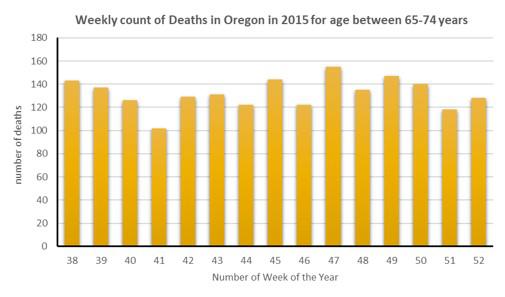 Weekly count of Deaths in Oregon in 2015 for age between 65-74 years
180
160
140
120
100
80
60
40
20
0
number of deaths
38 39 40 41 42 43 44 45 46 47 48 49 50 51 52
Number of Week of the Year